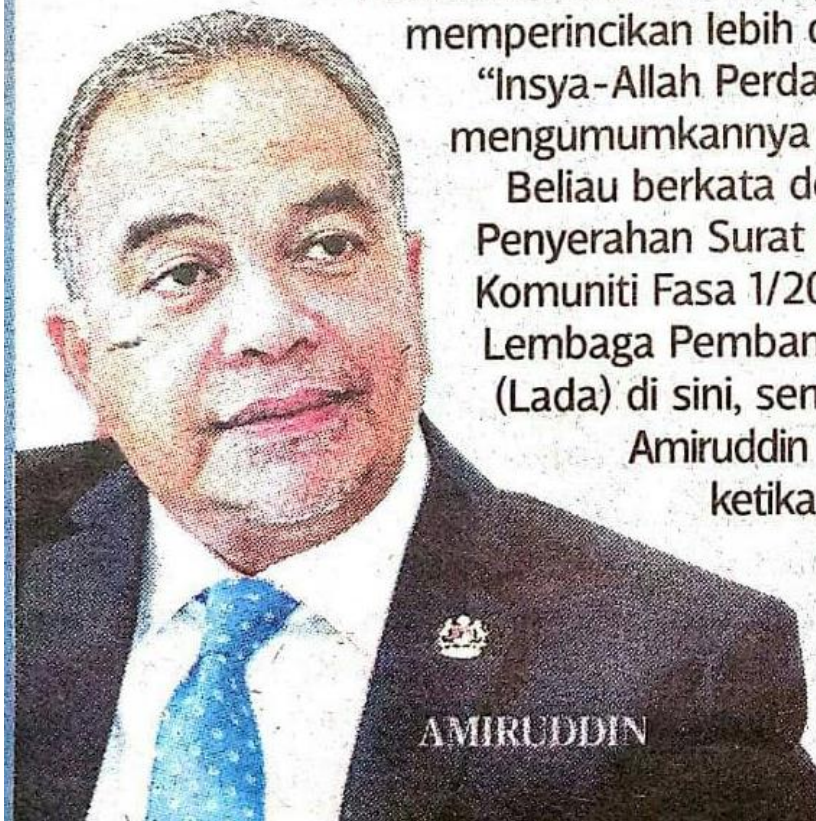 memperincikan lebih d
“Insya-Allah Perda
mengumumkannya
Beliau berkata de
Penyerahan Surat
Komuniti Fasa 1/20
Lembaga Pemban
(Lada) di sini, sem
Amiruddin
ketika
AMIRUDDIN